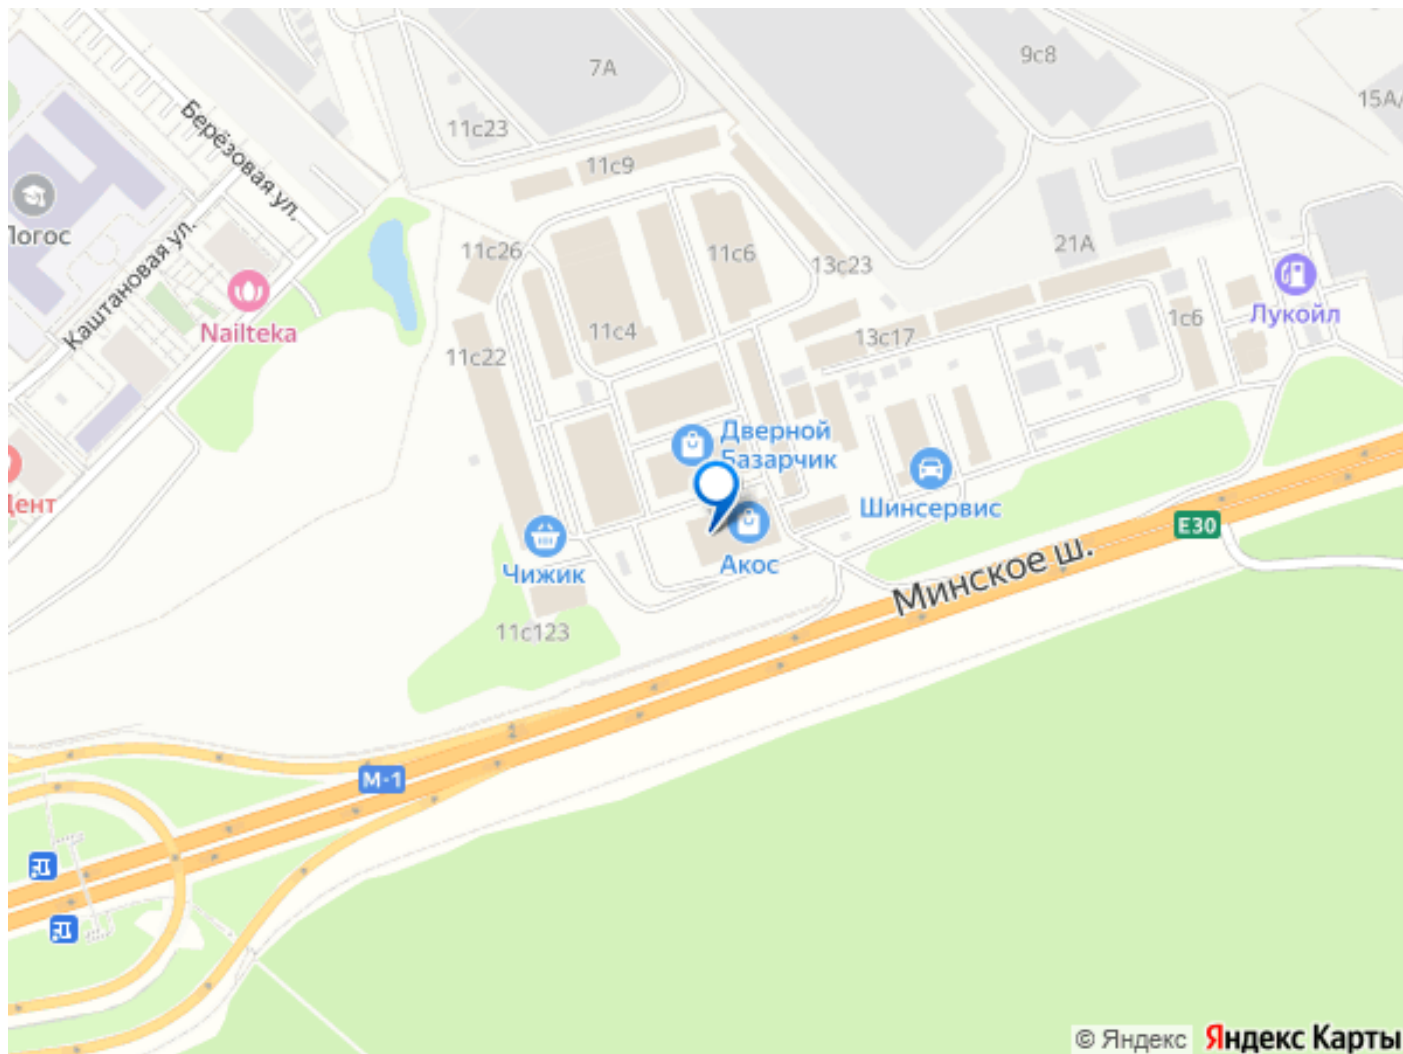 7А
9с8
15А/
11с23
Берёзовая ул.
11с9
Логос
Каштановая ул.
11с26
11с6
13с23
21А
Nailteka
11с4
11с22
13с17
1с6
Лукойл
Дверной
Базарчик
Дент
Шинсервис
E30
Чижик
Акос
Минское ш.
11с123
М-1
© Яндекс
Яндекс Карты